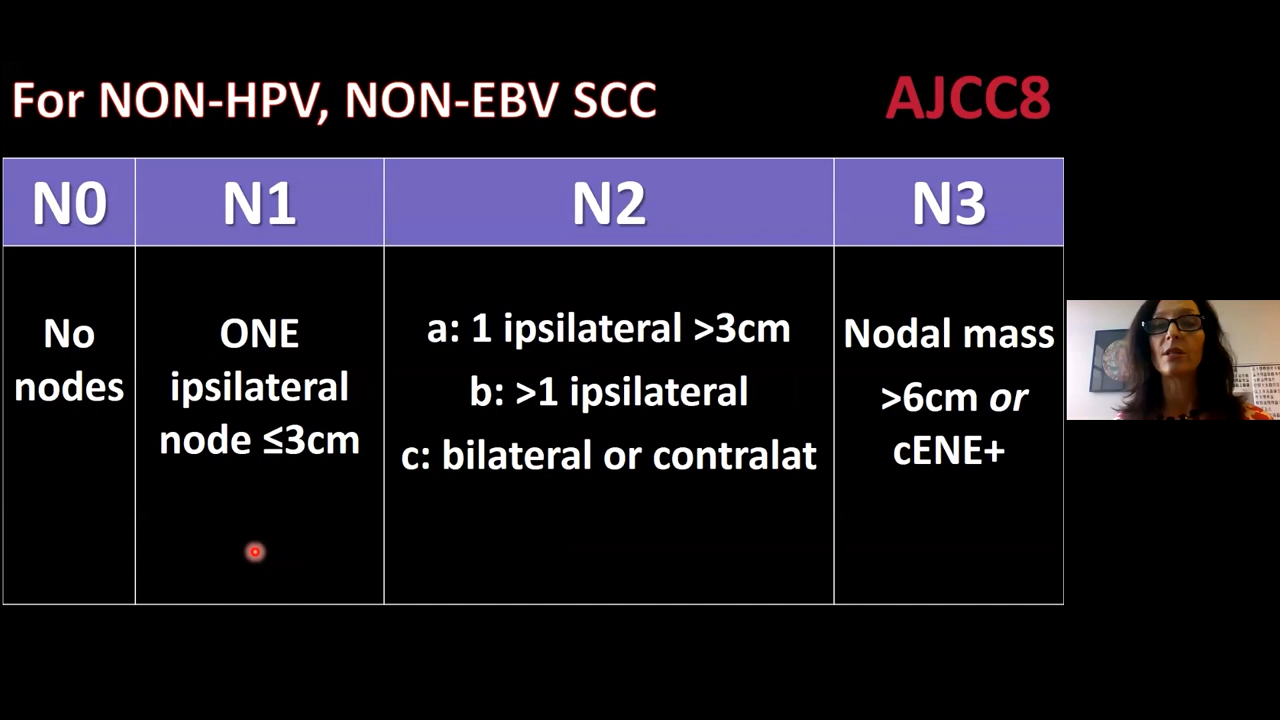 For NON-HPV, NON-EBV SCC
AJCC8
N0
N1
N2
N3
No
nodes
ONE
ipsilateral
node ≤3cm
a: 1 ipsilateral >3cm
b: >1 ipsilateral
c: bilateral or contralat
Nodal mass
>6cm or
cENE+